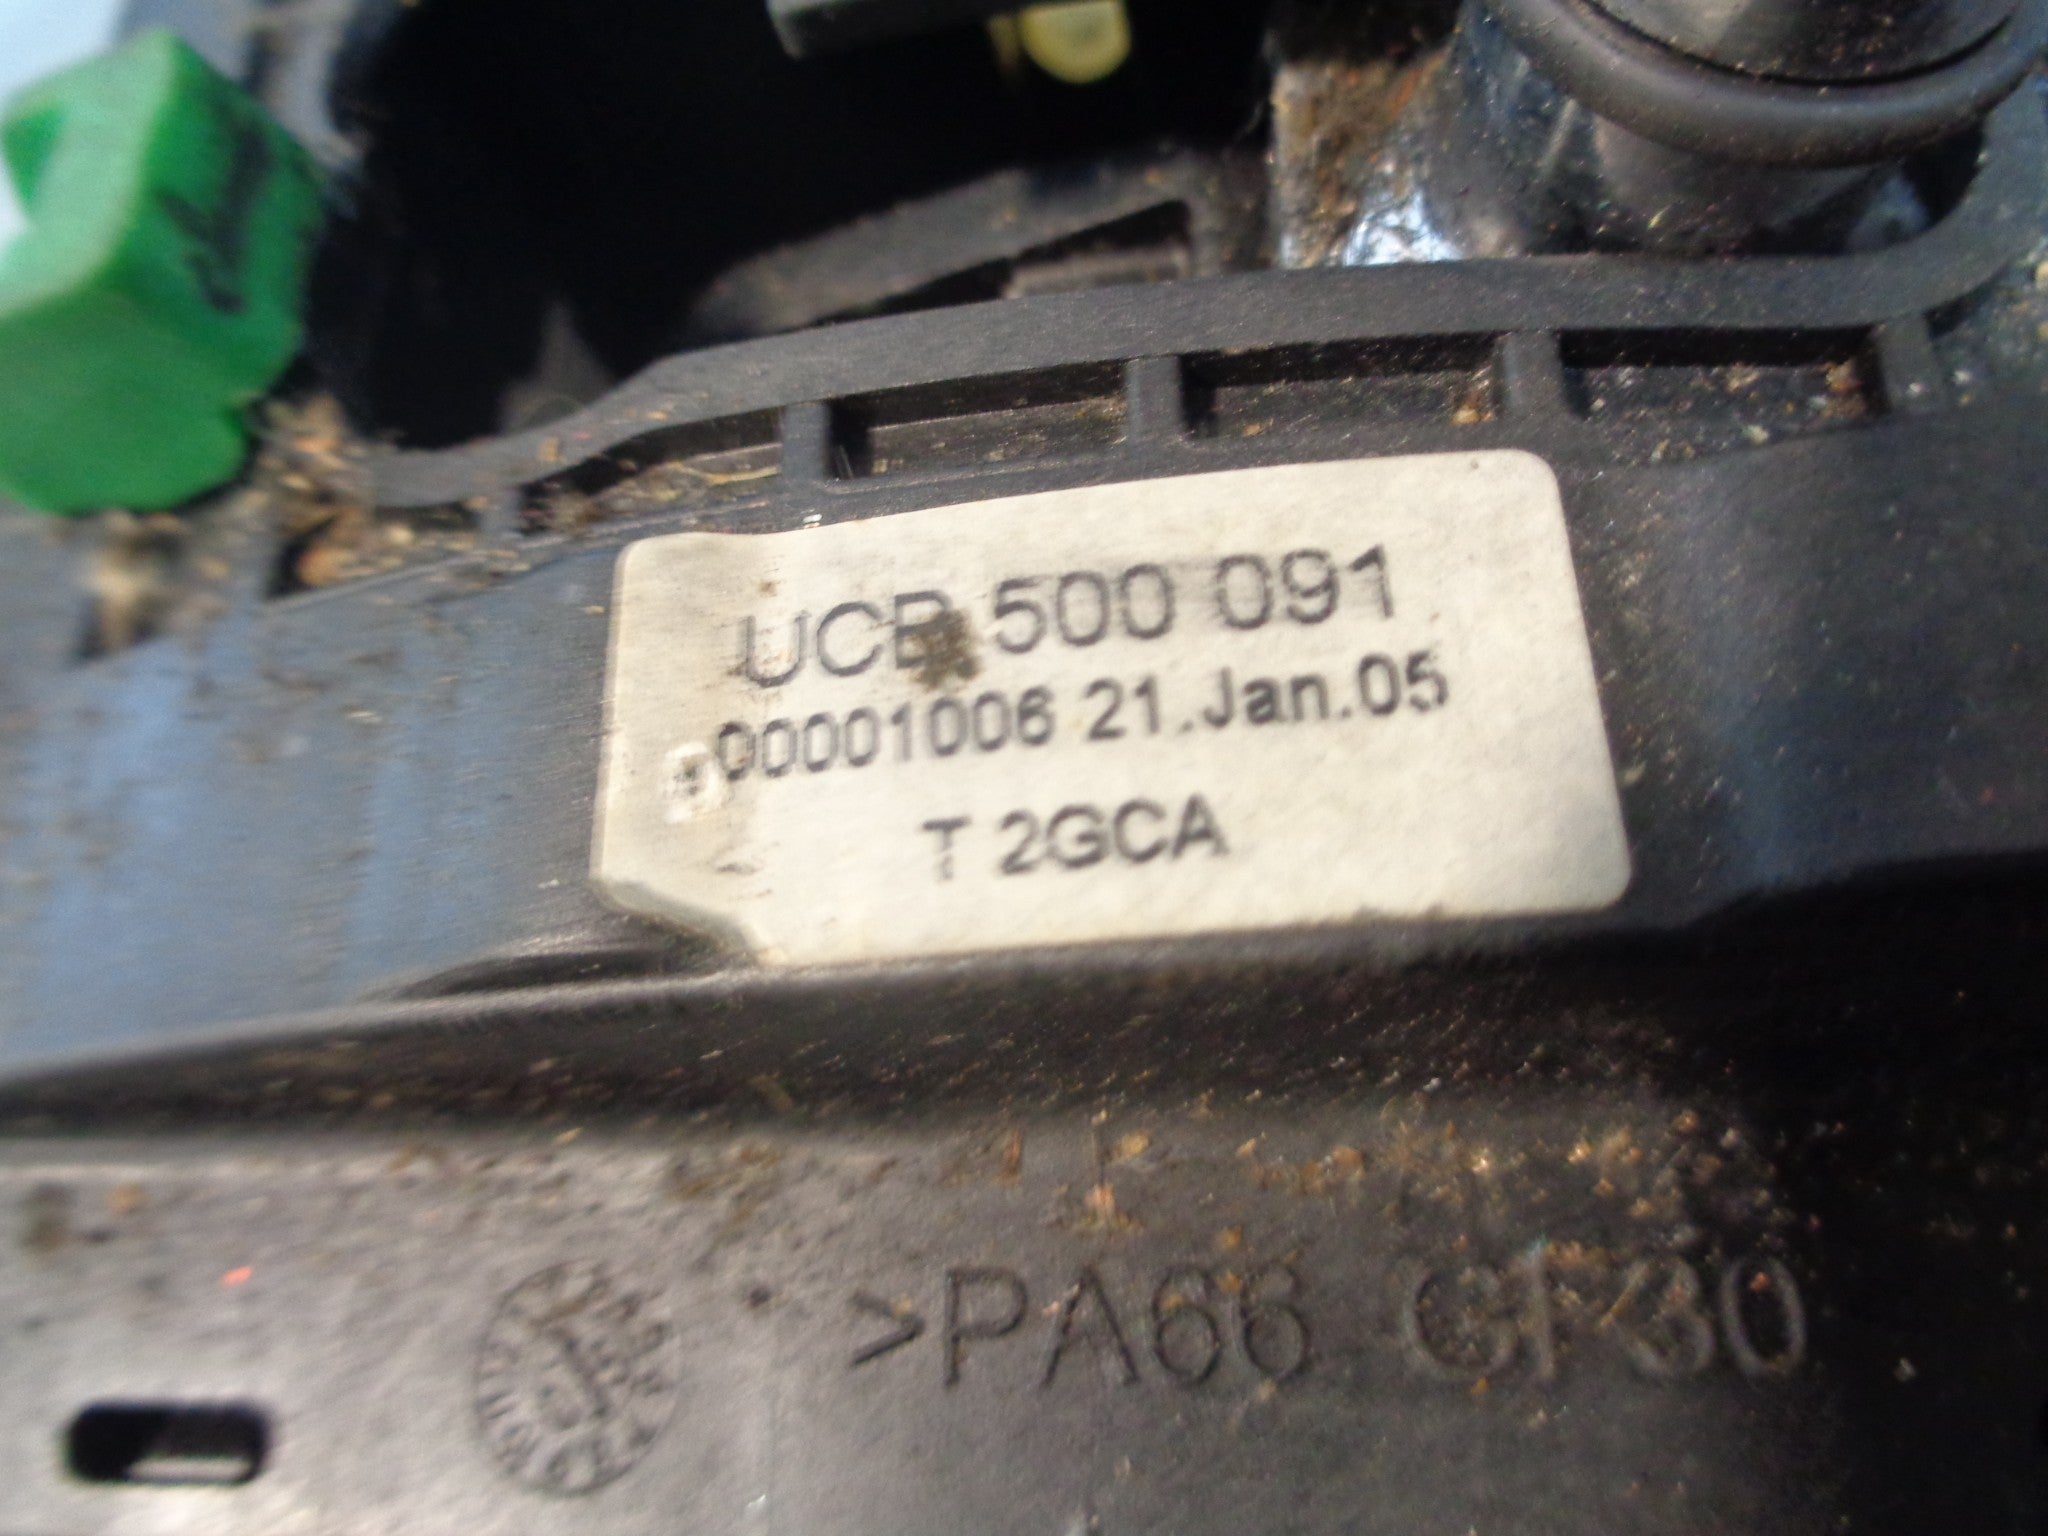 UCB 500 091
00001006 21.Jan.05
T 2GCA
>PA66 GF30